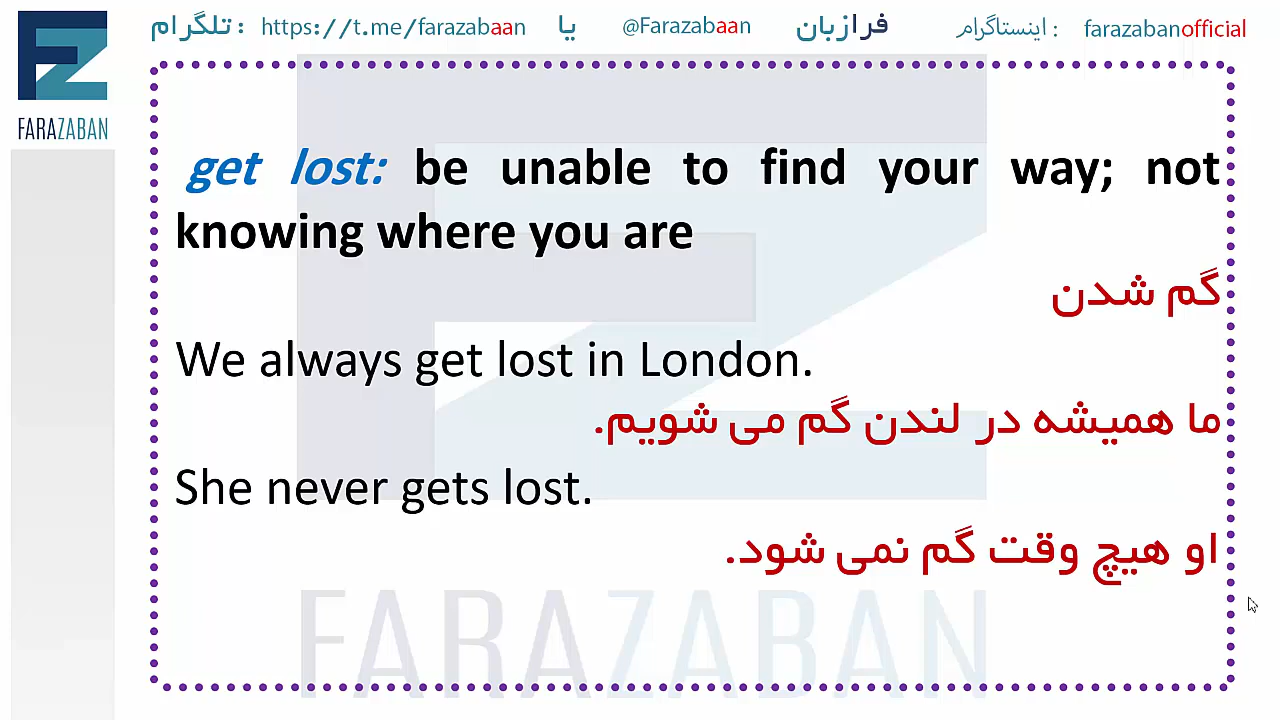 تلگرام : https://t.me/farazabaan یا @Farazabaan فرازبان اینستاگرام : farazabanofficial
FARAZABAN
get lost: be unable to find your way; not
knowing where you are
گم شدن
We always get lost in London.
ما همیشه در لندن گم می شویم.
She never gets lost.
او هیچ وقت گم نمی شود.
FARAZABAN